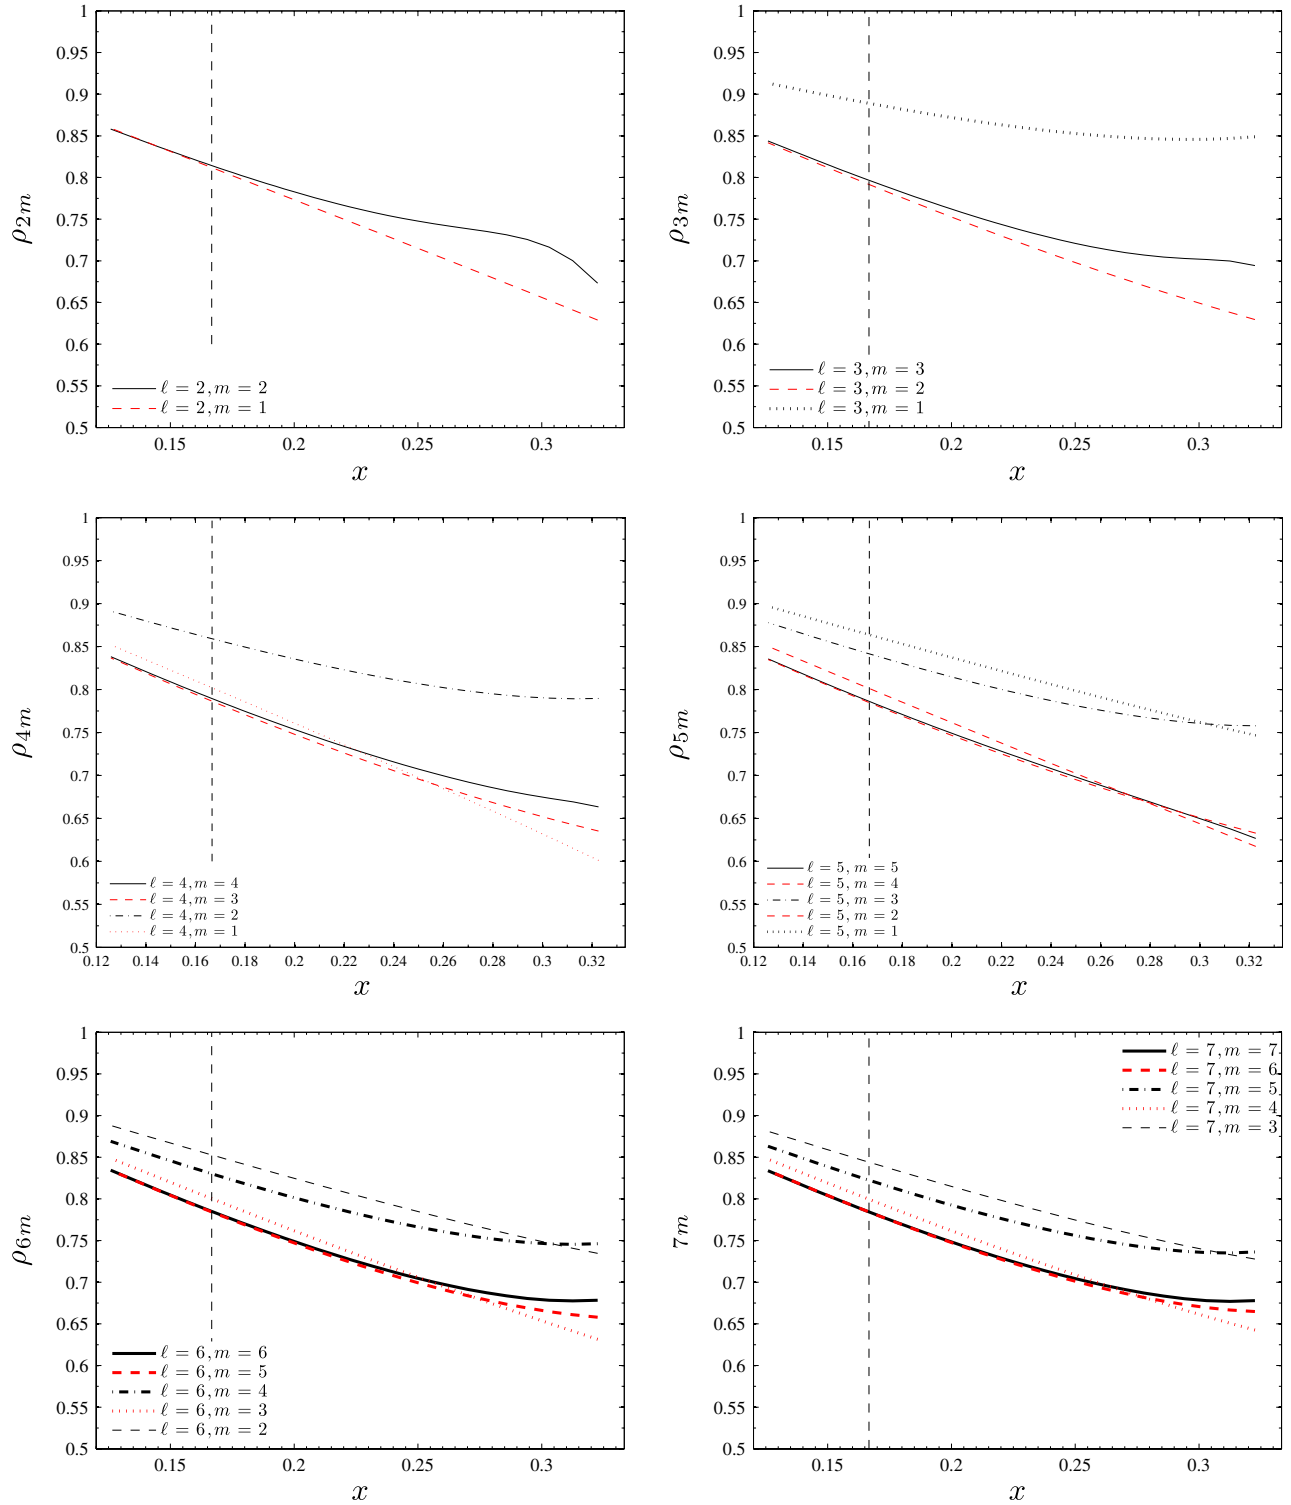 1
0.95
0.9
0.85
0.8
0.75
0.7
0.65
0.6
0.55
0.5
ρ2m
ℓ = 2, m = 2
ℓ = 2, m = 1
0.15 0.2 0.25 0.3
x
1
0.95
0.9
0.85
0.8
0.75
0.7
0.65
0.6
0.55
0.5
ρ3m
ℓ = 3, m = 3
ℓ = 3, m = 2
ℓ = 3, m = 1
0.15 0.2 0.25 0.3
x
1
0.95
0.9
0.85
0.8
0.75
0.7
0.65
0.6
0.55
0.5
ρ4m
ℓ = 4, m = 4
ℓ = 4, m = 3
ℓ = 4, m = 2
ℓ = 4, m = 1
0.12 0.14 0.16 0.18 0.2 0.22 0.24 0.26 0.28 0.3 0.32
x
1
0.95
0.9
0.85
0.8
0.75
0.7
0.65
0.6
0.55
0.5
ρ5m
ℓ = 5, m = 5
ℓ = 5, m = 4
ℓ = 5, m = 3
ℓ = 5, m = 2
ℓ = 5, m = 1
0.12 0.14 0.16 0.18 0.2 0.22 0.24 0.26 0.28 0.3 0.32
x
1
0.95
0.9
0.85
0.8
0.75
0.7
0.65
0.6
0.55
0.5
ρ6m
ℓ = 6, m = 6
ℓ = 6, m = 5
ℓ = 6, m = 4
ℓ = 6, m = 3
ℓ = 6, m = 2
0.15 0.2 0.25 0.3
x
1
0.95
0.9
0.85
0.8
0.75
0.7
0.65
0.6
0.55
0.5
7m
ℓ = 7, m = 7
ℓ = 7, m = 6
ℓ = 7, m = 5
ℓ = 7, m = 4
ℓ = 7, m = 3
0.15 0.2 0.25 0.3
x